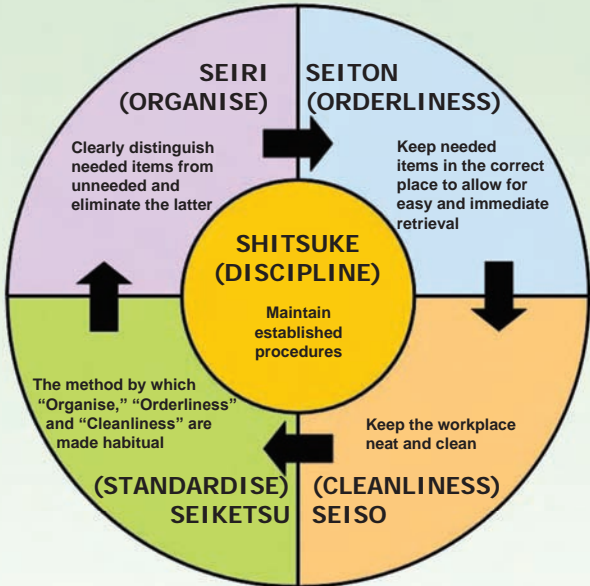 SEIRI
(ORGANISE)
Clearly distinguish
needed items from
unneeded and
eliminate the latter
SEITON
(ORDERLINESS)
Keep needed
items in the correct
place to allow for
easy and immediate
retrieval
SHITSUKE
(DISCIPLINE)
Maintain
established
procedures
The method by which
“Organise,” “Orderliness”
and “Cleanliness” are
made habitual
(STANDARDISE)
SEIKETSU
Keep the workplace
neat and clean
(CLEANLINESS)
SEISO